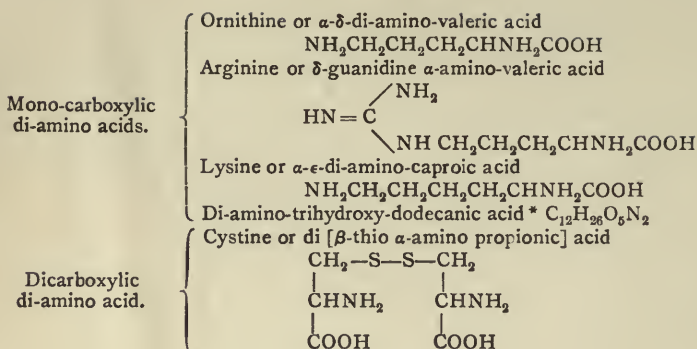 Ornithine or α-δ-di-amino-valeric acid
NH₂CH₂CH₂CH₂CHNH₂COOH
Arginine or δ-guanidine α-amino-valeric acid
NH₂
HN=C
NH CH₂CH₂CH₂CHNH₂COOH
Mono-carboxylic
di-amino acids.
Lysine or α-ε-di-amino-caproic acid
NH₂CH₂CH₂CH₂CH₂CHNH₂COOH
Di-amino-trihydroxy-dodecanic acid * C₁₂H₂₆O₅N₂
Cystine or di [β-thio α-amino propionic] acid
CH₂—S—S—CH₂
CHNH₂ CHNH₂
COOH COOH
Dicarboxylic
di-amino acid.